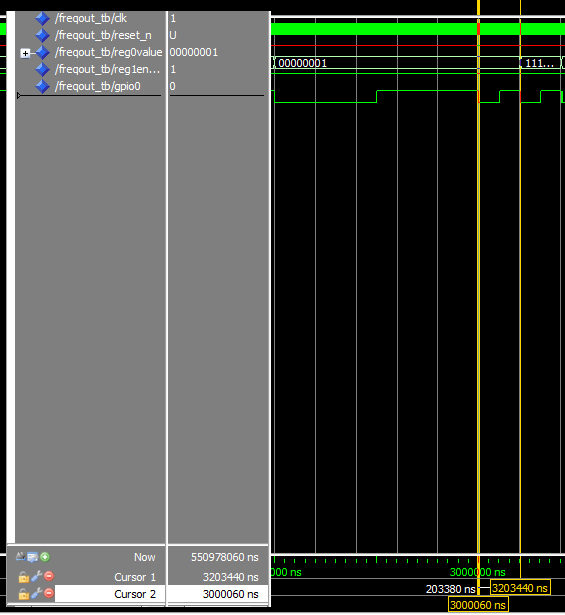 /freqout_tb/clk 1
/freqout_tb/reset_n U
/freqout_tb/reg0value 00000001 00000001 111...
/freqout_tb/reg1en... 1
/freqout_tb/gpio0 0
Now 550978060 ns 000 ns 3000000 ns
Cursor 1 3203440 ns 203380 ns 3203440 ns
Cursor 2 3000060 ns 3000060 ns